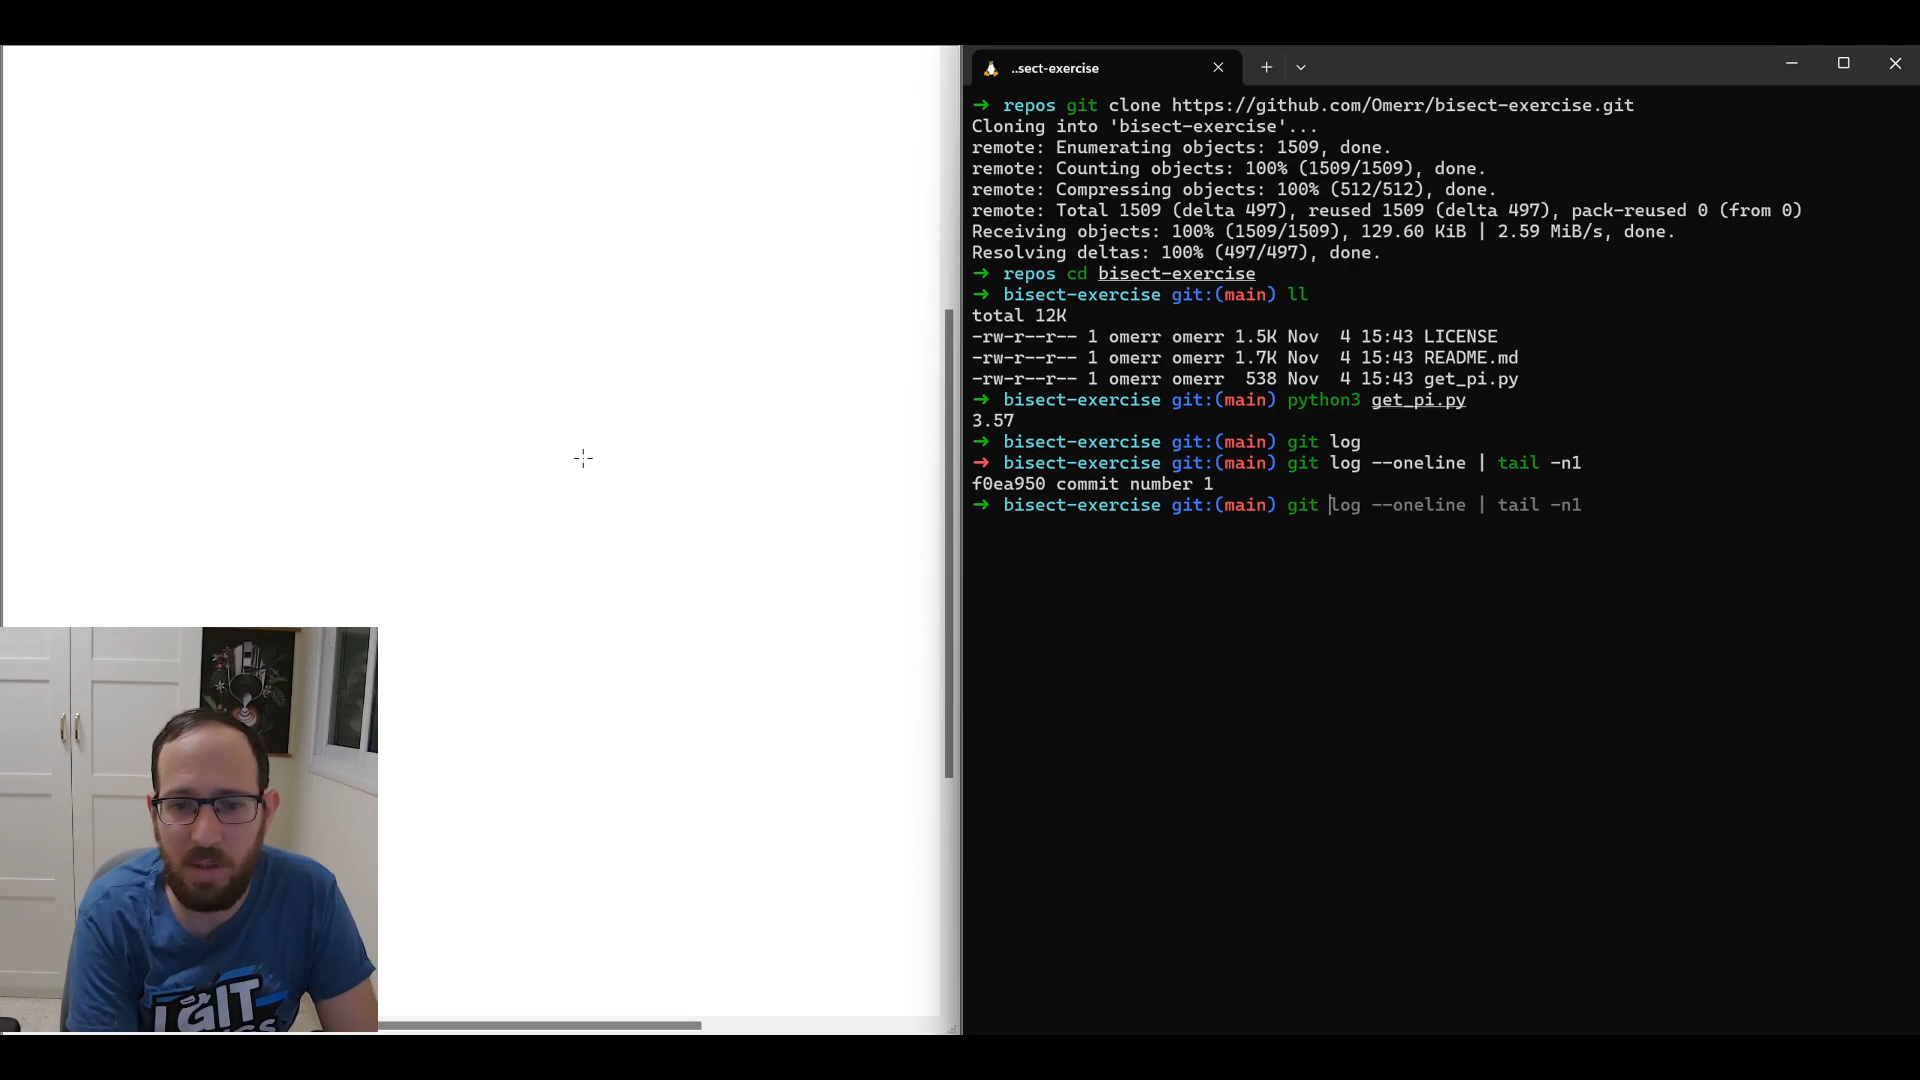 ..sect-exercise
➜ repos git clone https://github.com/Omerr/bisect-exercise.git
Cloning into 'bisect-exercise'...
remote: Enumerating objects: 1509, done.
remote: Counting objects: 100% (1509/1509), done.
remote: Compressing objects: 100% (512/512), done.
remote: Total 1509 (delta 497), reused 1509 (delta 497), pack-reused 0 (from 0)
Receiving objects: 100% (1509/1509), 129.60 KiB | 2.59 MiB/s, done.
Resolving deltas: 100% (497/497), done.
➜ repos cd bisect-exercise
➜ bisect-exercise git:(main) ll
total 12K
-rw-r--r-- 1 omerr omerr 1.5K Nov 4 15:43 LICENSE
-rw-r--r-- 1 omerr omerr 1.7K Nov 4 15:43 README.md
-rw-r--r-- 1 omerr omerr 538 Nov 4 15:43 get_pi.py
➜ bisect-exercise git:(main) python3 get_pi.py
3.57
➜ bisect-exercise git:(main) git log
➜ bisect-exercise git:(main) git log --oneline | tail -n1
f0ea950 commit number 1
➜ bisect-exercise git:(main) git log --oneline | tail -n1
GIT